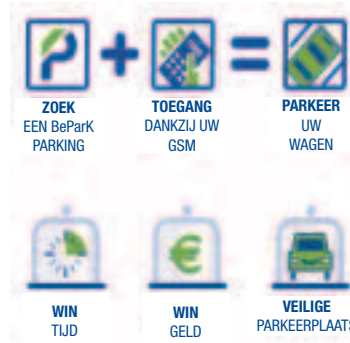 ZOEK
EEN BeParK
PARKING
TOEGANG
DANKZIJ UW
GSM
PARKEER
UW
WAGEN
WIN
TIJD
WIN
GELD
VEILIGE
PARKEERPLAATS